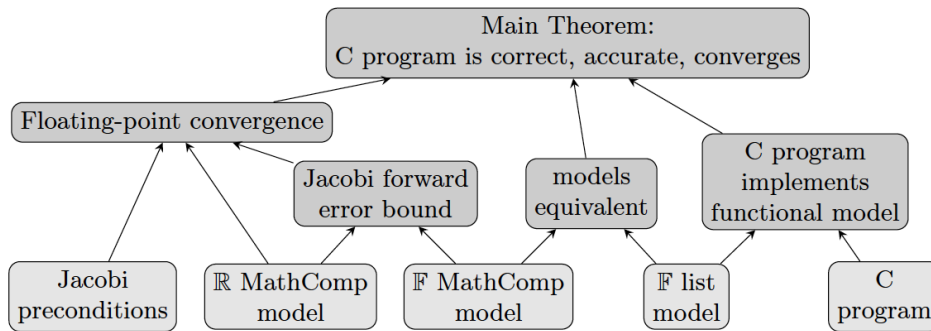 Main Theorem:
C program is correct, accurate, converges
Floating-point convergence
Jacobi forward
error bound
models
equivalent
C program
implements
functional model
Jacobi
preconditions
ℝ MathComp
model
𝔽 MathComp
model
𝔽 list
model
C
program